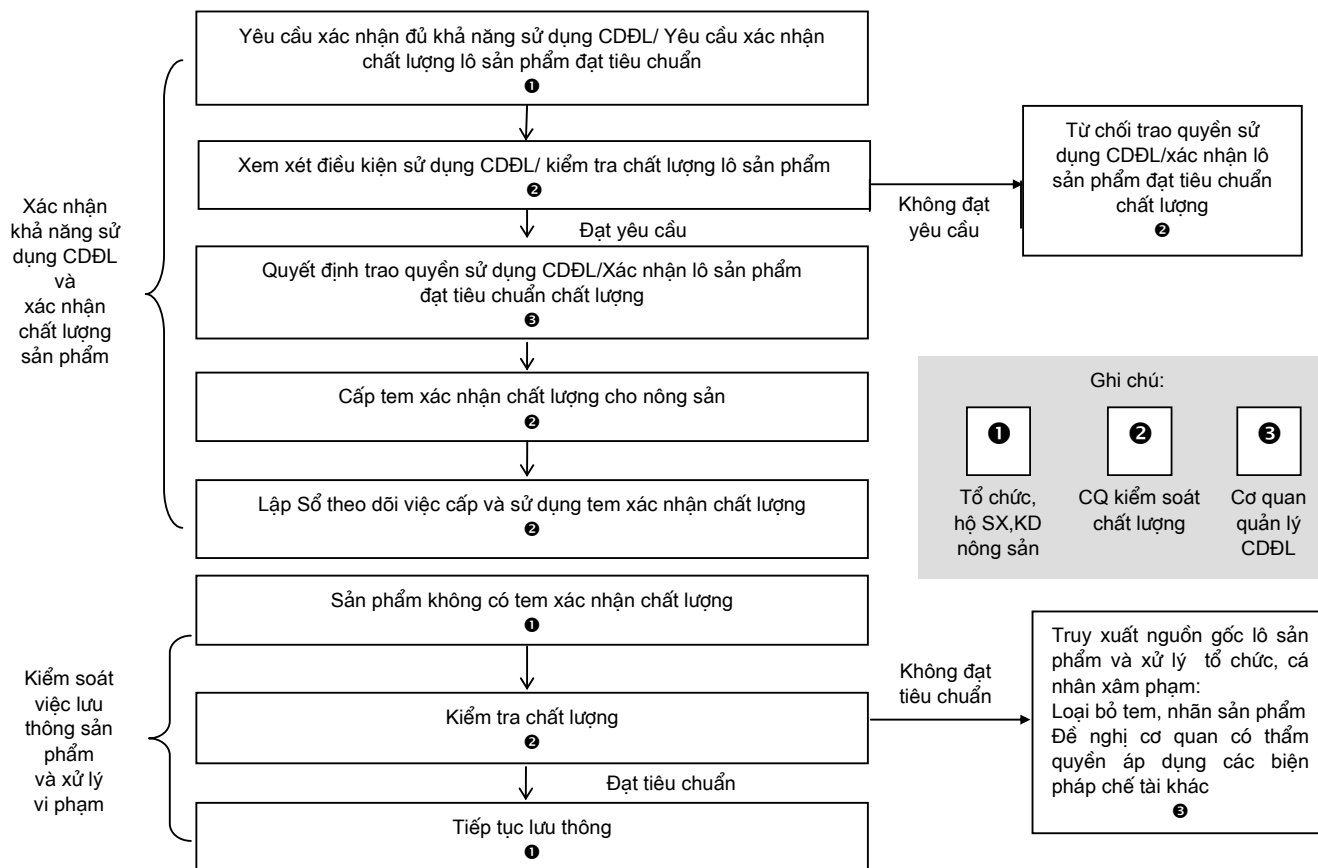 Yêu cầu xác nhận đủ khả năng sử dụng CDĐL/ Yêu cầu xác nhận
chất lượng lô sản phẩm đạt tiêu chuẩn
❶
Xem xét điều kiện sử dụng CDĐL/ kiểm tra chất lượng lô sản phẩm
❷
Từ chối trao quyền sử
dụng CDĐL/xác nhận lô
sản phẩm đạt tiêu chuẩn
chất lượng
❷
Không đạt
yêu cầu
Đạt yêu cầu
Xác nhận
khả năng sử
dụng CDĐL
và
xác nhận
chất lượng
sản phẩm
Quyết định trao quyền sử dụng CDĐL/Xác nhận lô sản phẩm
đạt tiêu chuẩn chất lượng
❸
Cấp tem xác nhận chất lượng cho nông sản
❷
Lập Sổ theo dõi việc cấp và sử dụng tem xác nhận chất lượng
❷
Ghi chú:
❶
❷
❸
Tổ chức,
hộ SX,KD
nông sản
CQ kiểm soát
chất lượng
Cơ quan
quản lý
CDĐL
Sản phẩm không có tem xác nhận chất lượng
❶
Kiểm soát
việc lưu
thông sản
phẩm
và xử lý
vi phạm
Kiểm tra chất lượng
❷
Không đạt
tiêu chuẩn
Truy xuất nguồn gốc lô sản
phẩm và xử lý tổ chức, cá
nhân xâm phạm:
Loại bỏ tem, nhãn sản phẩm
Đề nghị cơ quan có thẩm
quyền áp dụng các biện
pháp chế tài khác
❸
Đạt tiêu chuẩn
Tiếp tục lưu thông
❶